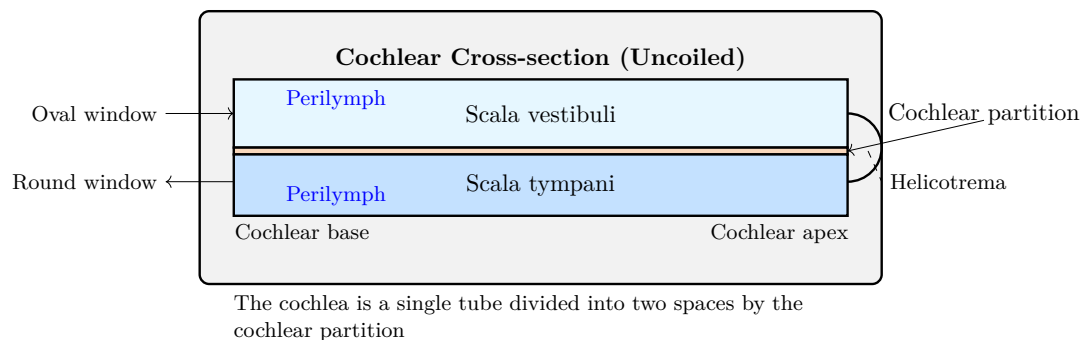 Cochlear Cross-section (Uncoiled)
Perilymph
Scala vestibuli
Oval window
Cochlear partition
Round window
Perilymph
Scala tympani
Helicotrema
Cochlear base
Cochlear apex
The cochlea is a single tube divided into two spaces by the
cochlear partition